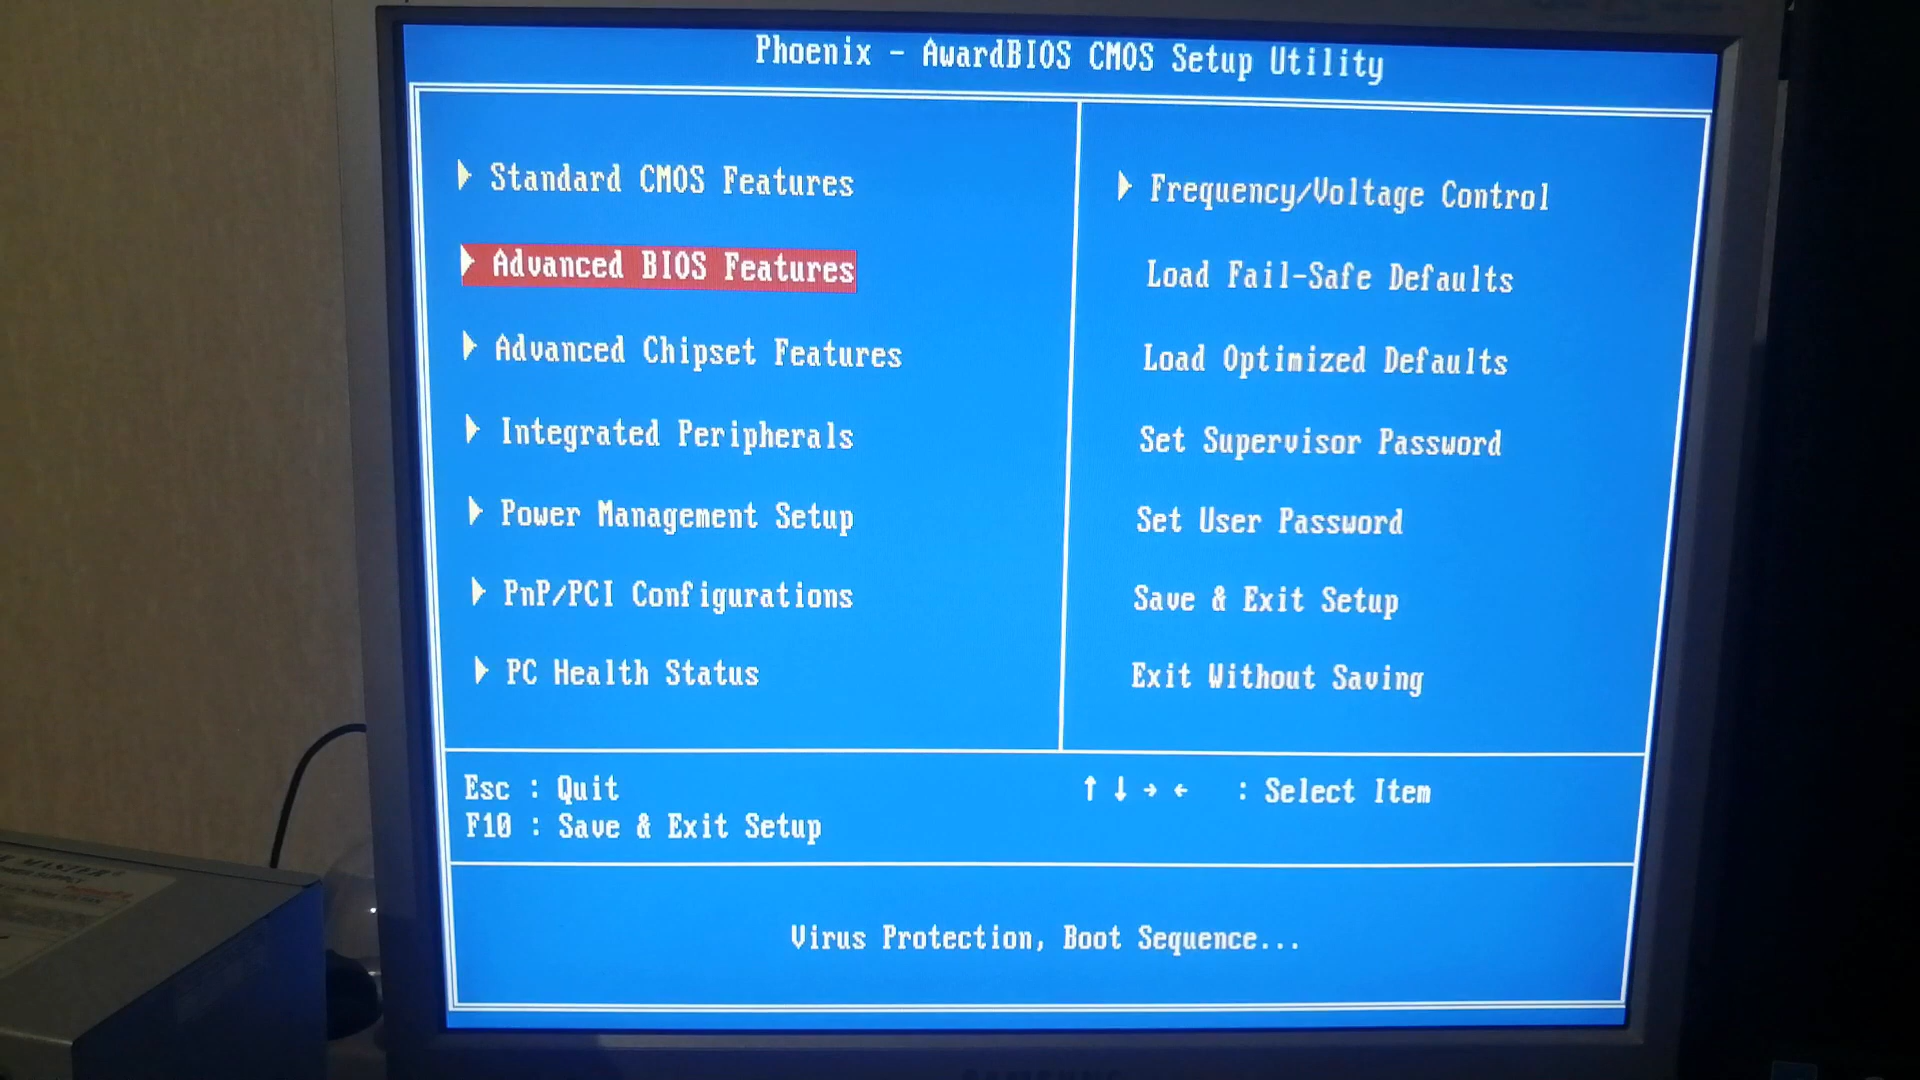 Phoenix - AwardBIOS CMOS Setup Utility
Standard CMOS Features
Advanced BIOS Features
Advanced Chipset Features
Integrated Peripherals
Power Management Setup
PnP/PCI Configurations
PC Health Status
Frequency/Voltage Control
Load Fail-Safe Defaults
Load Optimized Defaults
Set Supervisor Password
Set User Password
Save & Exit Setup
Exit Without Saving
Esc : Quit
F10 : Save & Exit Setup
↑ ↓ → ← : Select Item
Virus Protection, Boot Sequence...